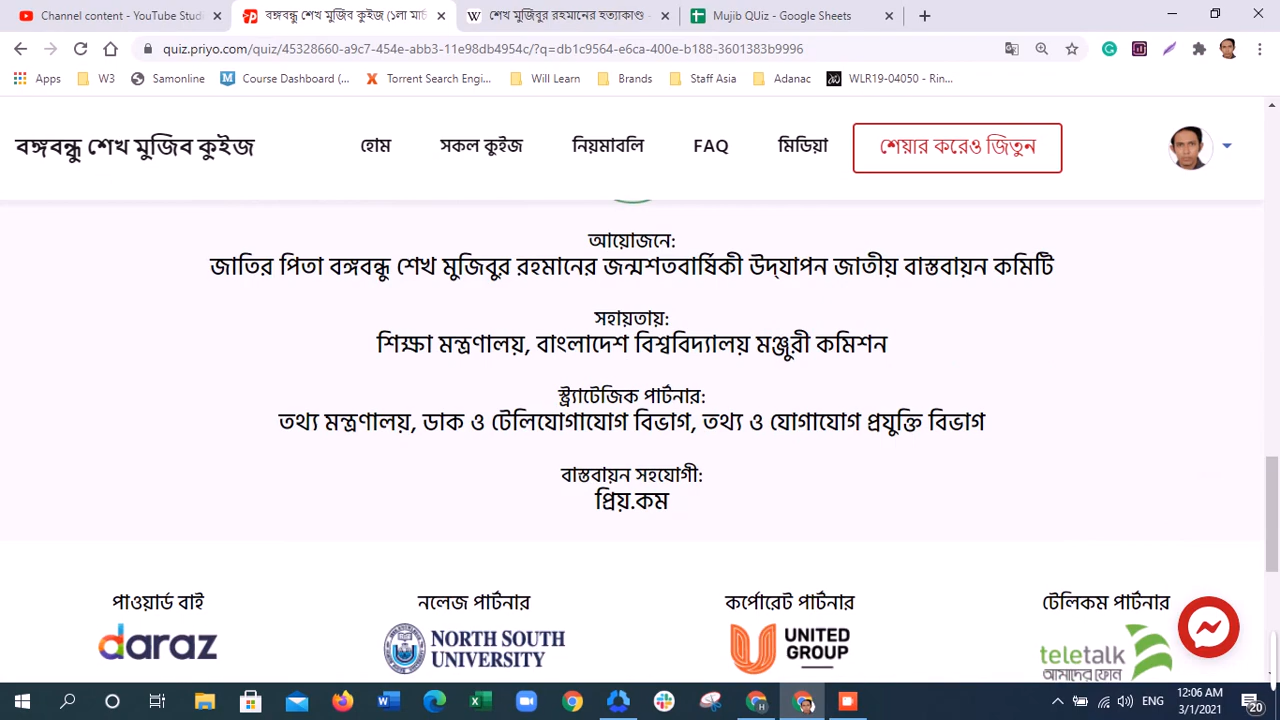 Channel content - YouTube Stud
বঙ্গবন্ধু শেখ মুজিব কুইজ (১লা মার্চ
শেখ মুজিবুর রহমানের হত্যাকাণ্ড -
Mujib QUiz - Google Sheets
quiz.priyo.com/quiz/45328660-a9c7-454e-abb3-11e98db4954c/?q=db1c9564-e6ca-400e-b188-3601383b9996
Apps
W3
Samonline
Course Dashboard (...
Torrent Search Engi...
Will Learn
Brands
Staff Asia
Adanac
WLR19-04050 - Rin...
বঙ্গবন্ধু শেখ মুজিব কুইজ
হোম
সকল কুইজ
নিয়মাবলি
FAQ
মিডিয়া
শেয়ার করেও জিতুন
আয়োজনে:
জাতির পিতা বঙ্গবন্ধু শেখ মুজিবুর রহমানের জন্মশতবার্ষিকী উদ্‌যাপন জাতীয় বাস্তবায়ন কমিটি
সহায়তায়:
শিক্ষা মন্ত্রণালয়, বাংলাদেশ বিশ্ববিদ্যালয় মঞ্জুরী কমিশন
স্ট্র্যাটেজিক পার্টনার:
তথ্য মন্ত্রণালয়, ডাক ও টেলিযোগাযোগ বিভাগ, তথ্য ও যোগাযোগ প্রযুক্তি বিভাগ
বাস্তবায়ন সহযোগী:
প্রিয়.কম
পাওয়ার্ড বাই
নলেজ পার্টনার
কর্পোরেট পার্টনার
টেলিকম পার্টনার
daraz
NORTH SOUTH
UNIVERSITY
UNITED
GROUP
teletalk
আমাদের ফোন
ENG
12:06 AM
3/1/2021
20